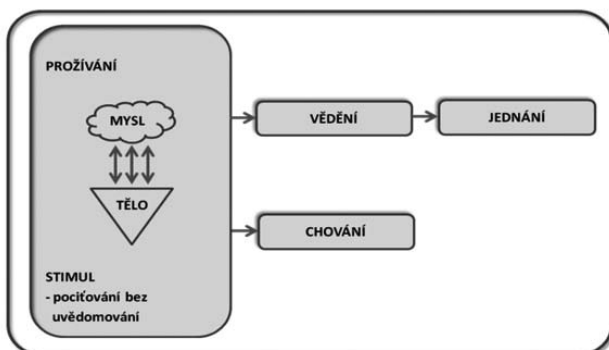 PROŽÍVÁNÍ
MYSL
VĚDĚNÍ
JEDNÁNÍ
TĚLO
CHOVÁNÍ
STIMUL
- pociťování bez
uvědomování